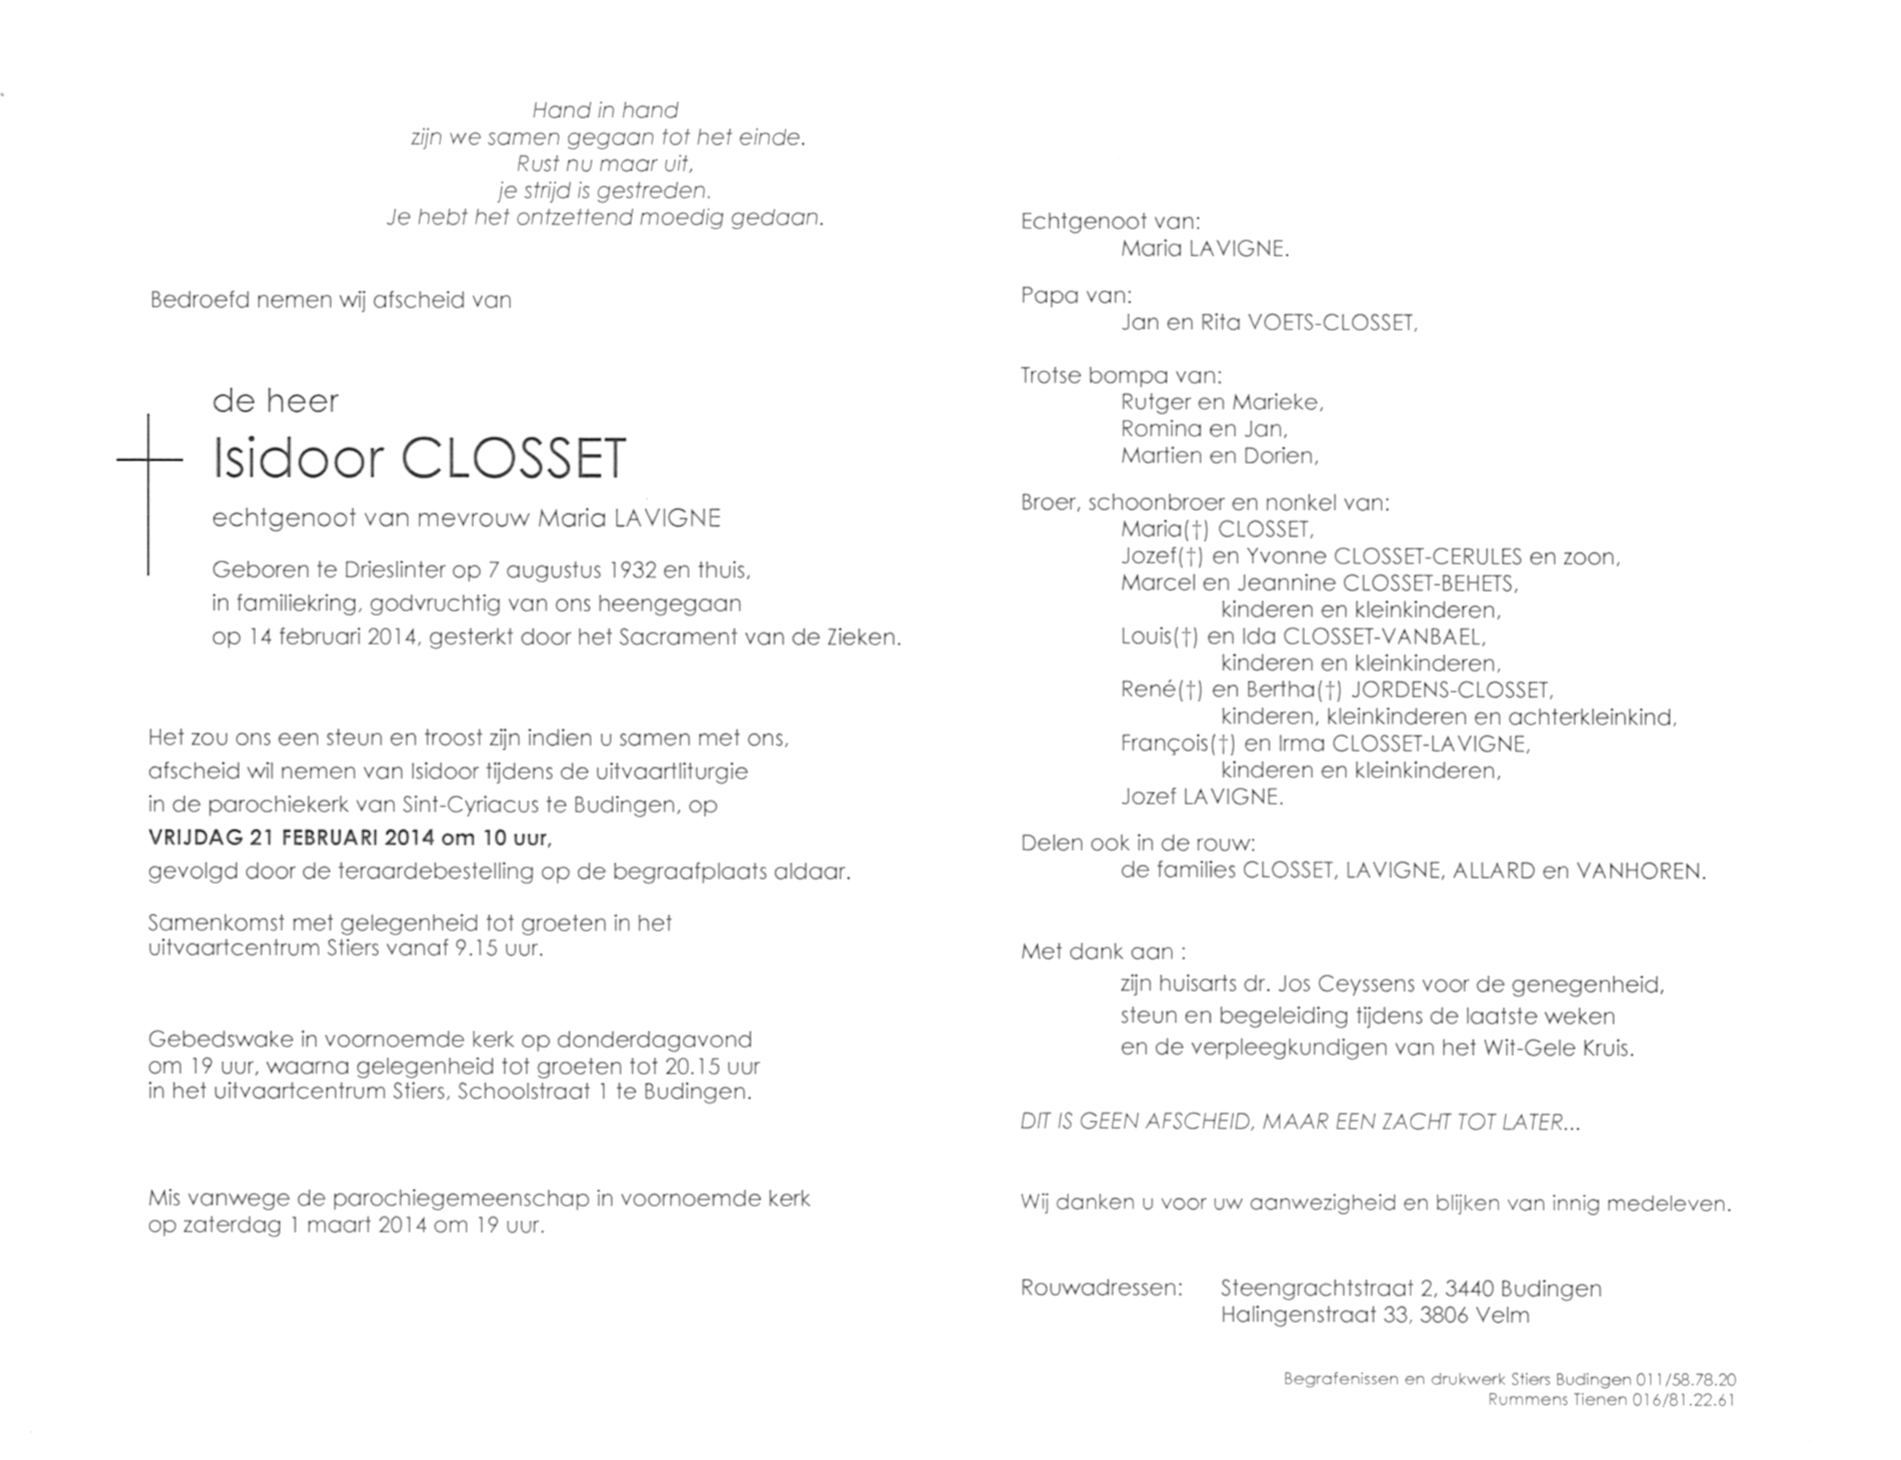 Hand in hand
zijn we samen gegaan tot het einde.
Rust nu maar uit,
je strijd is gestreden.
Je hebt het ontzettend moedig gedaan.
Bedroefd nemen wij afscheid van
de heer
Isidoor CLOSSET
echtgenoot van mevrouw Maria LAVIGNE
Geboren te Drieslinter op 7 augustus 1932 en thuis,
in familiekring, godvruchtig van ons heengegaan
op 14 februari 2014, gesterkt door het Sacrament van de Zieken.
Het zou ons een steun en troost zijn indien u samen met ons,
afscheid wil nemen van Isidoor tijdens de uitvaartliturgie
in de parochiekerk van Sint-Cyriacus te Budingen, op
VRIJDAG 21 FEBRUARI 2014 om 10 uur,
gevolgd door de teraardebestelling op de begraafplaats aldaar.
Samenkomst met gelegenheid tot groeten in het
uitvaartcentrum Stiers vanaf 9.15 uur.
Gebedswake in voornoemde kerk op donderdagavond
om 19 uur, waarna gelegenheid tot groeten tot 20.15 uur
in het uitvaartcentrum Stiers, Schoolstraat 1 te Budingen.
Mis vanwege de parochiegemeenschap in voornoemde kerk
op zaterdag 1 maart 2014 om 19 uur.
Echtgenoot van:
Maria LAVIGNE.
Papa van:
Jan en Rita VOETS-CLOSSET,
Trotse bompa van:
Rutger en Marieke,
Romina en Jan,
Martien en Dorien,
Broer, schoonbroer en nonkel van:
Maria(†) CLOSSET,
Jozef(†) en Yvonne CLOSSET-CERULES en zoon,
Marcel en Jeannine CLOSSET-BEHETS,
kinderen en kleinkinderen,
Louis(†) en Ida CLOSSET-VANBAEL,
kinderen en kleinkinderen,
René(†) en Bertha(†) JORDENS-CLOSSET,
kinderen, kleinkinderen en achterkleinkind,
François(†) en Irma CLOSSET-LAVIGNE,
kinderen en kleinkinderen,
Jozef LAVIGNE.
Delen ook in de rouw:
de families CLOSSET, LAVIGNE, ALLARD en VANHOREN.
Met dank aan :
zijn huisarts dr. Jos Ceyssens voor de genegenheid,
steun en begeleiding tijdens de laatste weken
en de verpleegkundigen van het Wit-Gele Kruis.
DIT IS GEEN AFSCHEID, MAAR EEN ZACHT TOT LATER...
Wij danken u voor uw aanwezigheid en blijken van innig medeleven.
Rouwadressen: Steengrachtstraat 2, 3440 Budingen
Halingenstraat 33, 3806 Velm
Begrafenissen en drukwerk Stiers Budingen 011/58.78.20
Rummens Tienen 016/81.22.61